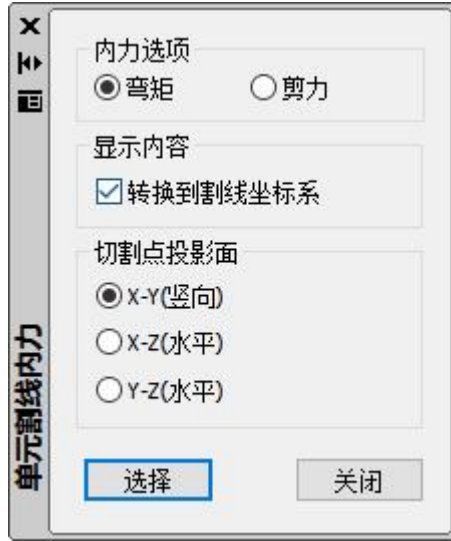 单元割线内力
内力选项
弯矩 剪力
显示内容
转换到割线坐标系
切割点投影面
X-Y(竖向)
X-Z(水平)
Y-Z(水平)
选择 关闭